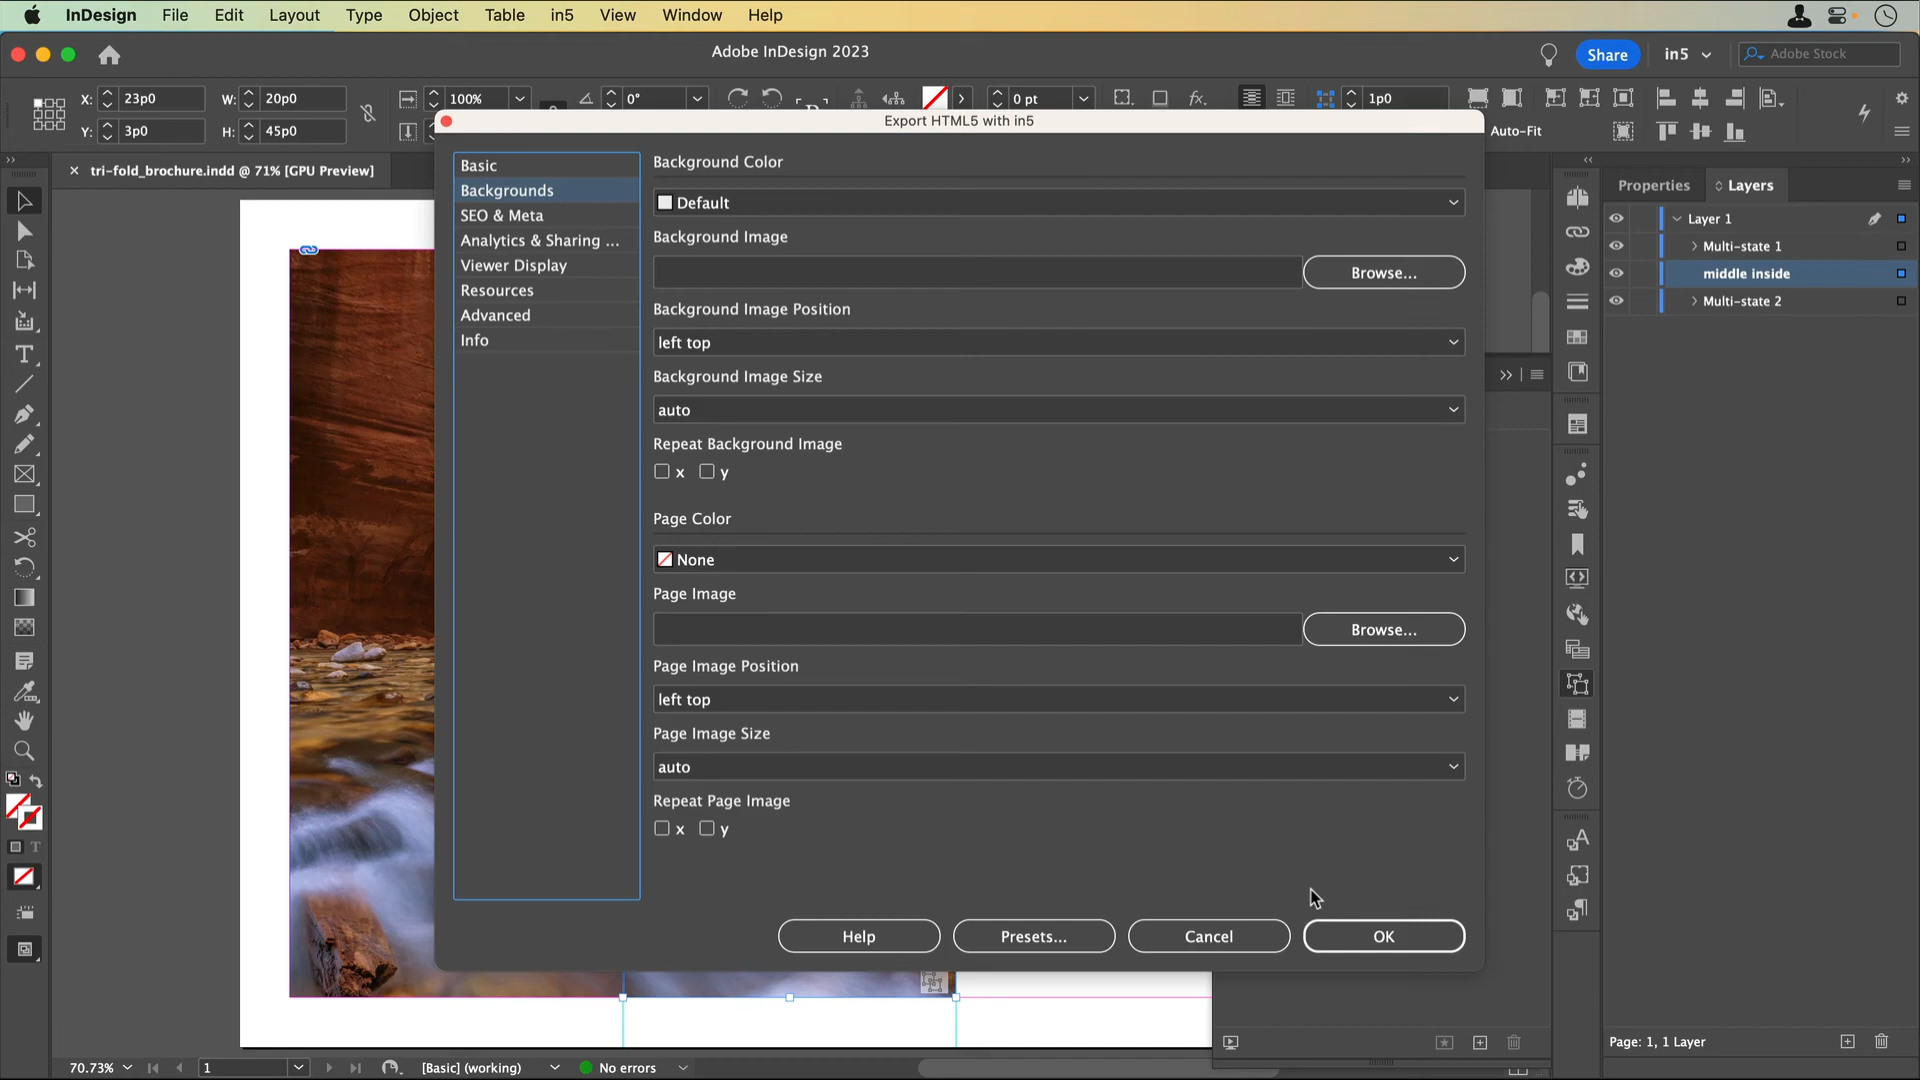 InDesign File Edit Layout Type Object Table in5 View Window Help
Adobe InDesign 2023
Share
in5
Adobe Stock
X: 23p0
W: 20p0
100%
0°
0 pt
1p0
Y: 3p0
H: 45p0
Auto-Fit
Export HTML5 with in5
× tri-fold_brochure.indd @ 71% [GPU Preview]
Basic
Backgrounds
SEO & Meta
Analytics & Sharing ...
Viewer Display
Resources
Advanced
Info
Background Color
Default
Background Image
Browse...
Background Image Position
left top
Background Image Size
auto
Repeat Background Image
x y
Page Color
None
Page Image
Browse...
Page Image Position
left top
Page Image Size
auto
Repeat Page Image
x y
Help
Presets...
Cancel
OK
Properties
Layers
Layer 1
Multi-state 1
middle inside
Multi-state 2
Page: 1, 1 Layer
70.73%
1
[Basic] (working)
No errors